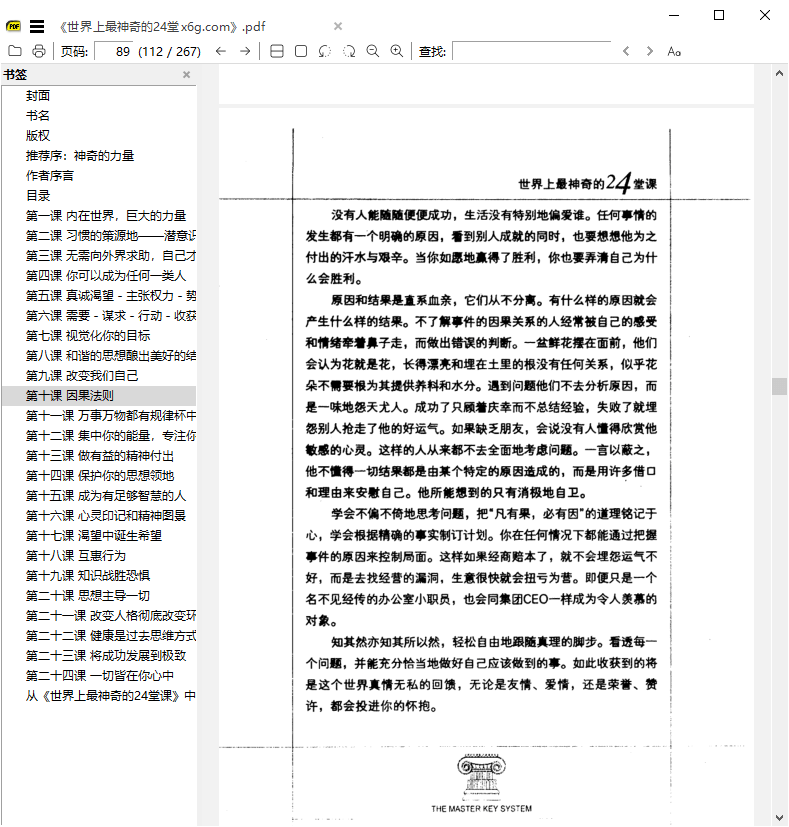 《世界上最神奇的24堂 x6g.com》.pdf
页码: 89 (112 / 267) 查找: Aa
书签
封面
书名
版权
推荐序：神奇的力量
作者序言
目录
第一课 内在世界，巨大的力量
第二课 习惯的策源地——潜意识
第三课 无需向外界求助，自己才
第四课 你可以成为任何一类人
第五课 真诚渴望 - 主张权力 - 势
第六课 需要 - 谋求 - 行动 - 收获
第七课 视觉化你的目标
第八课 和谐的思想酿出美好的结
第九课 改变我们自己
第十课 因果法则
第十一课 万事万物都有规律杯中
第十二课 集中你的能量，专注你
第十三课 做有益的精神付出
第十四课 保护你的思想领地
第十五课 成为有足够智慧的人
第十六课 心灵印记和精神图景
第十七课 渴望中诞生希望
第十八课 互惠行为
第十九课 知识战胜恐惧
第二十课 思想主导一切
第二十一课 改变人格彻底改变环
第二十二课 健康是过去思维方式
第二十三课 将成功发展到极致
第二十四课 一切皆在你心中
从《世界上最神奇的24堂课》中
世界上最神奇的24堂课
没有人能随随便便成功，生活没有特别地偏爱谁。任何事情的
发生都有一个明确的原因，看到别人成就的同时，也要想想他为之
付出的汗水与艰辛。当你如愿地赢得了胜利，你也要弄清自己为什
么会胜利。
原因和结果是直系血亲，它们从不分离。有什么样的原因就会
产生什么样的结果。不了解事件的因果关系的人经常被自己的感受
和情绪牵着鼻子走，而做出错误的判断。一盆鲜花摆在面前，他们
会认为花就是花，长得漂亮和埋在土里的根没有任何关系，似乎花
朵不需要根为其提供养料和水分。遇到问题他们不去分析原因，而
是一味地怨天尤人。成功了只顾着庆幸而不总结经验，失败了就埋
怨别人抢走了他的好运气。如果缺乏朋友，会说没有人懂得欣赏他
敏感的心灵。这样的人从来都不去全面地考虑问题。一言以蔽之，
他不懂得一切结果都是由某个特定的原因造成的，而是用许多借口
和理由来安慰自己。他所能想到的只有消极地自卫。
学会不偏不倚地思考问题，把“凡有果，必有因”的道理铭记于
心，学会根据精确的事实制订计划。你在任何情况下都能通过把握
事件的原因来控制局面。这样如果经商赔本了，就不会埋怨运气不
好，而是去找经营的漏洞，生意很快就会扭亏为营。即便只是一个
名不见经传的办公室小职员，也会同集团CEO一样成为令人羡慕的
对象。
知其然亦知其所以然，轻松自由地跟随真理的脚步。看透每一
个问题，并能充分恰当地做好自己应该做到的事。如此收获到的将
是这个世界真情无私的回馈，无论是友情、爱情，还是荣誉、赞
许，都会投进你的怀抱。
THE MASTER KEY SYSTEM